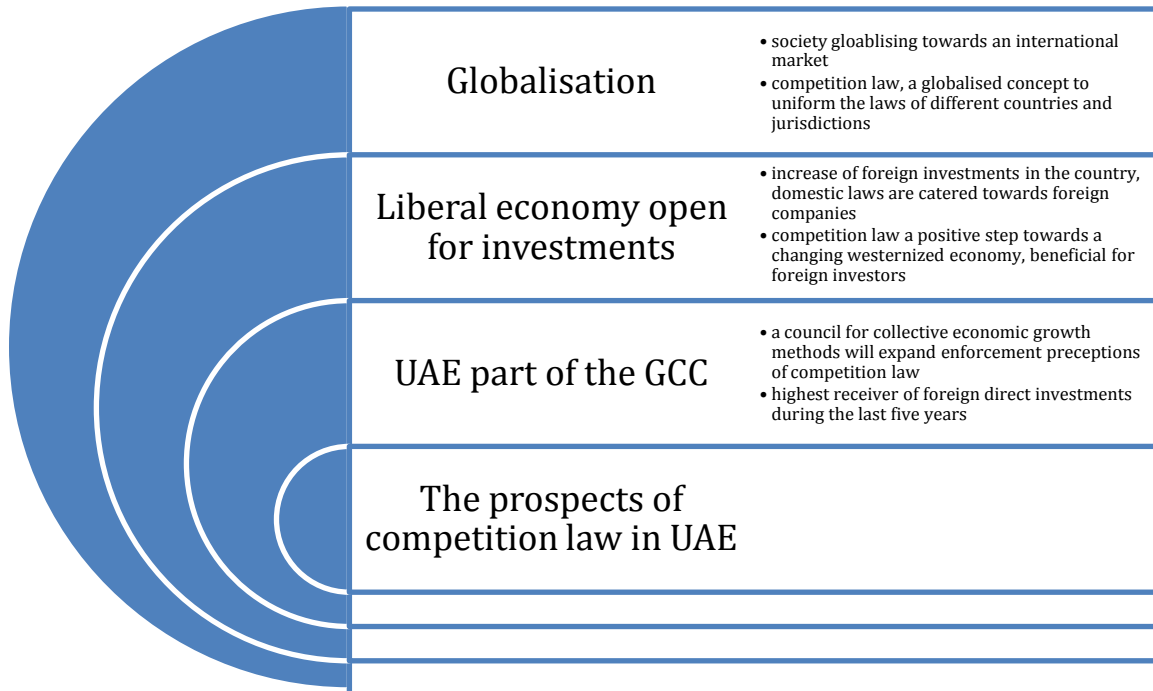 Globalisation
• society gloablising towards an international
market
• competition law, a globalised concept to
uniform the laws of different countries and
jurisdictions
Liberal economy open
for investments
• increase of foreign investments in the country,
domestic laws are catered towards foreign
companies
• competition law a positive step towards a
changing westernized economy, beneficial for
foreign investors
UAE part of the GCC
• a council for collective economic growth
methods will expand enforcement preceptions
of competition law
• highest receiver of foreign direct investments
during the last five years
The prospects of
competition law in UAE